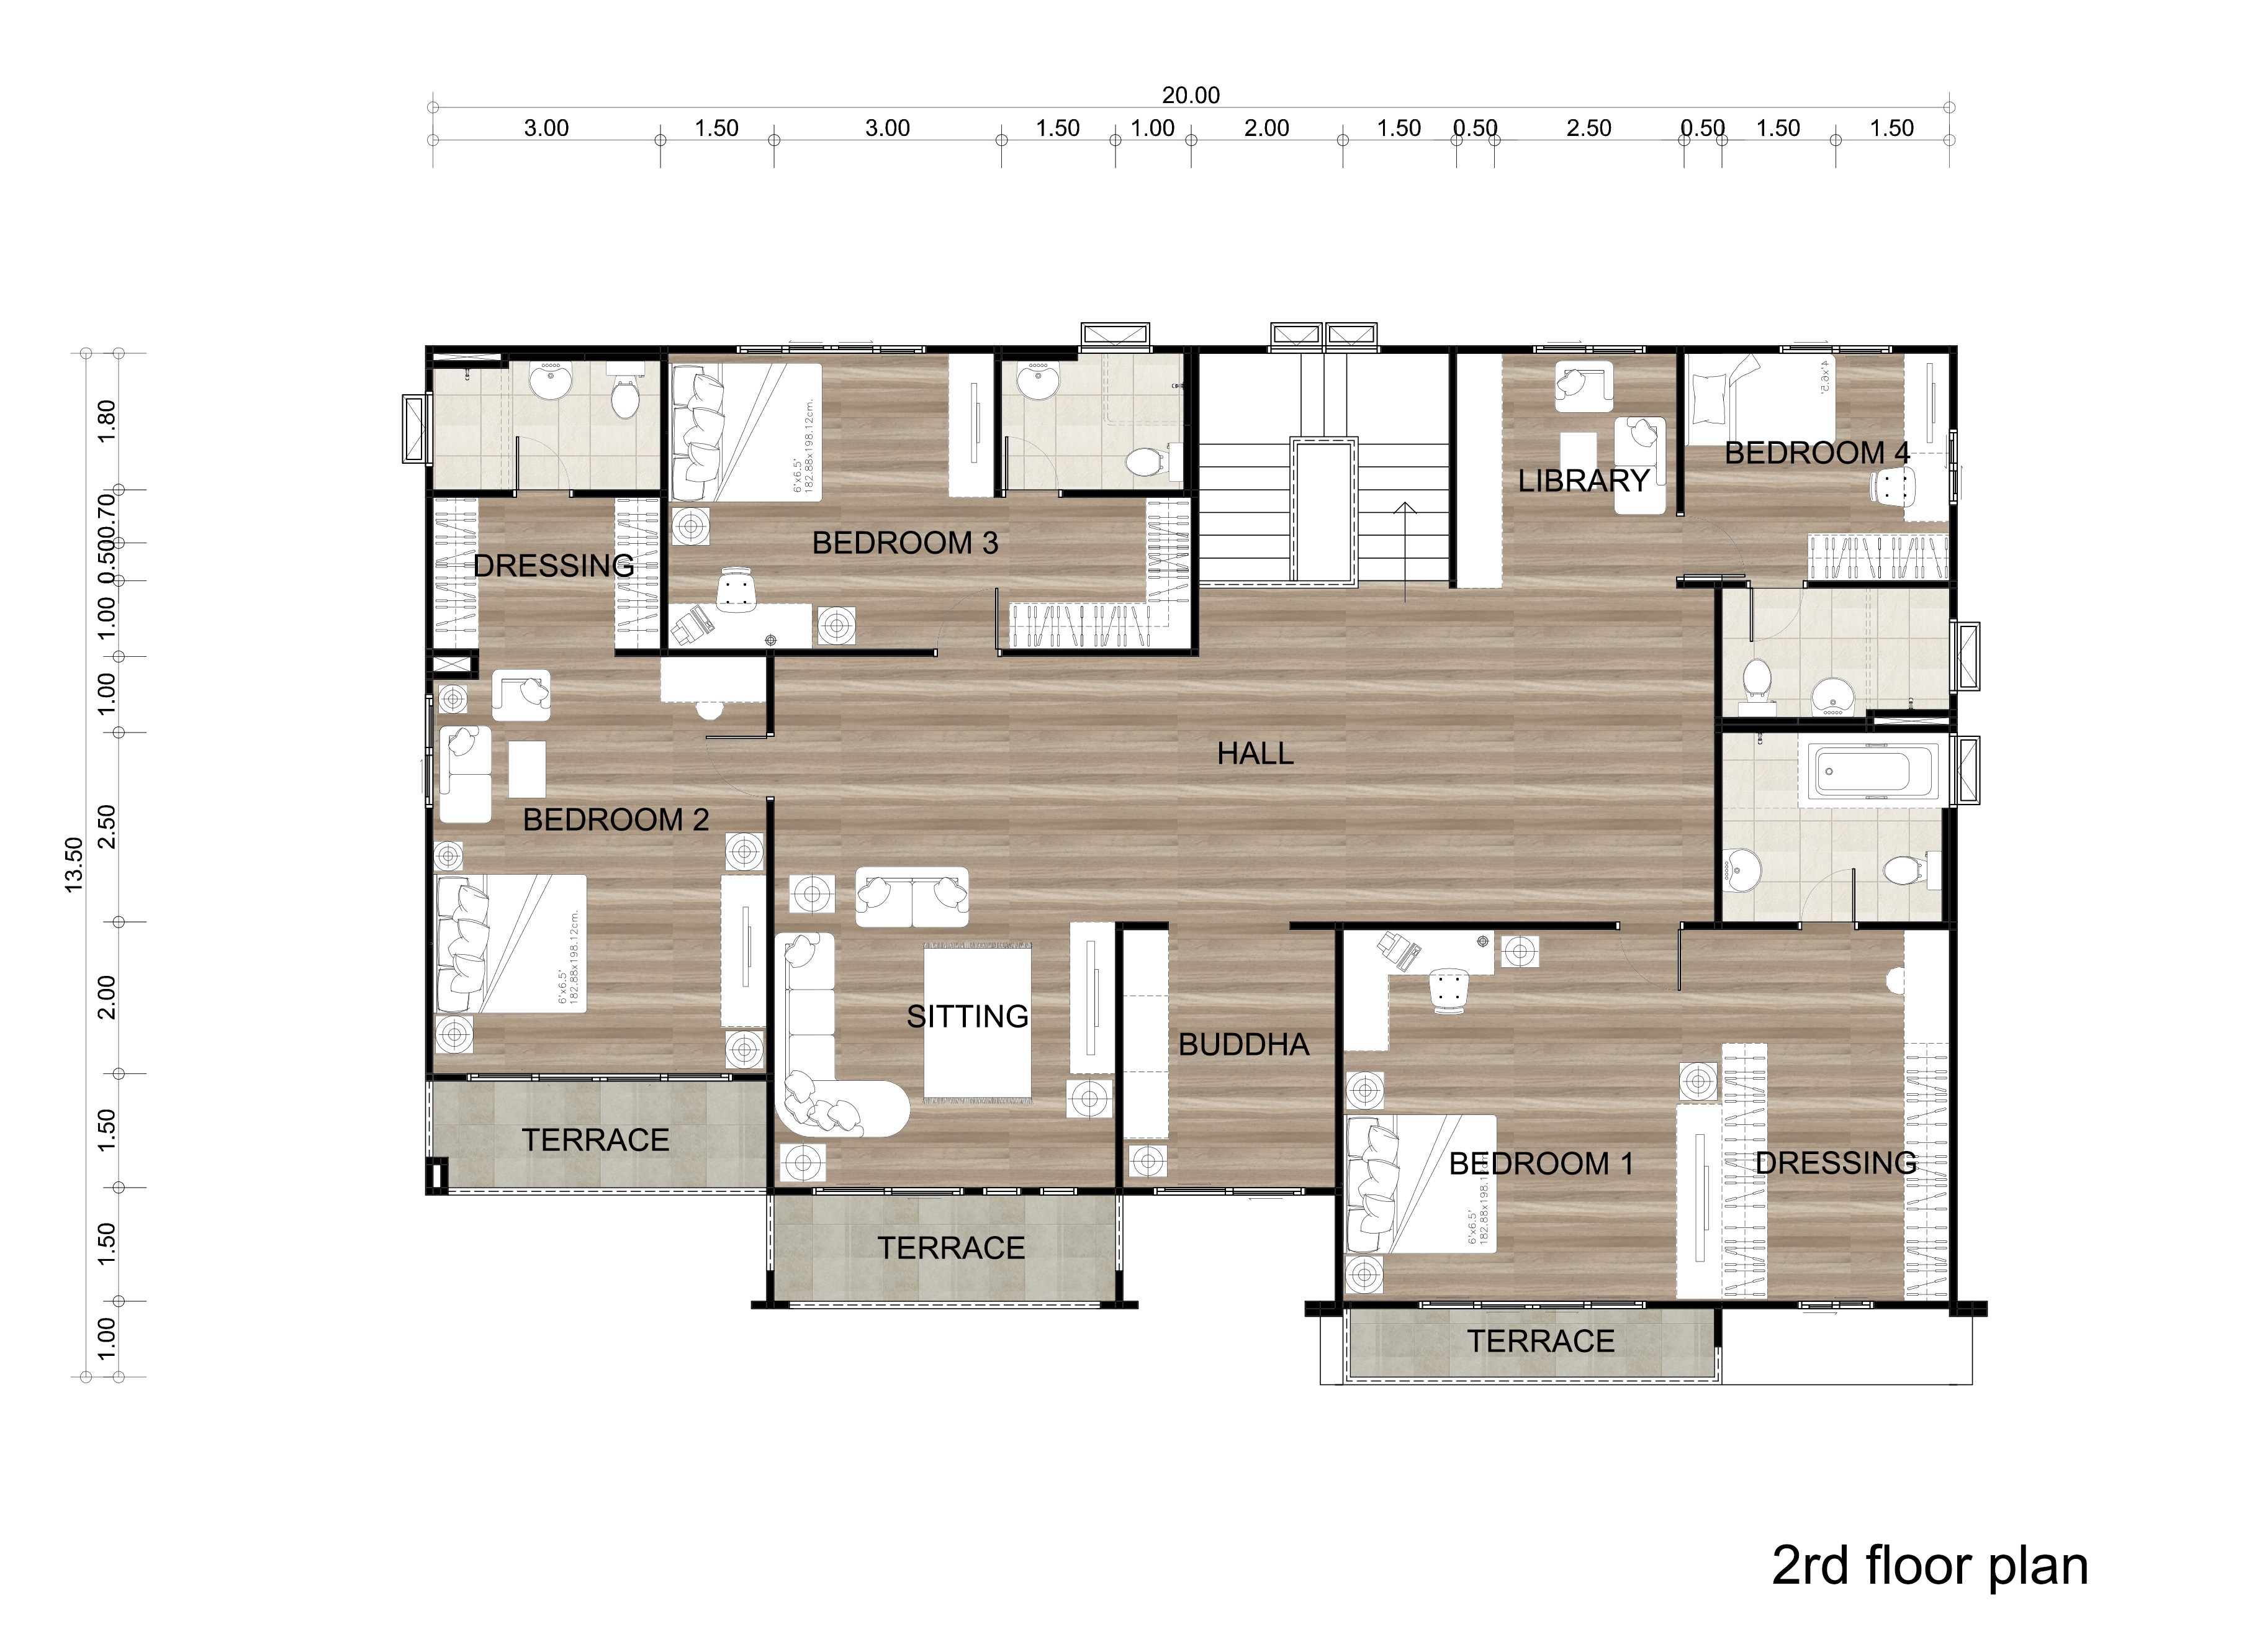 20.00
3.00 1.50 3.00 1.50 1.00 2.00 1.50 0.50 2.50 0.50 1.50 1.50
13.50
1.80
0.70
0.50
1.00
1.00
2.50
2.00
1.50
1.50
1.00
6'x6.5'
182.88x198.12cm.
4'x6.5'
BEDROOM 4
LIBRARY
BEDROOM 3
DRESSING
HALL
BEDROOM 2
6'x6.5'
182.88x198.12cm.
SITTING
BUDDHA
TERRACE
BEDROOM 1
DRESSING
6'x6.5'
TERRACE
TERRACE
2rd floor plan